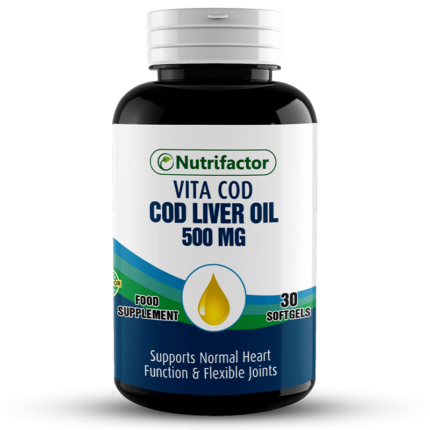 Nutrifactor
VITA COD
COD LIVER OIL
500 MG
FOOD
SUPPLEMENT
30
SOFTGELS
Supports Normal Heart
Function & Flexible Joints